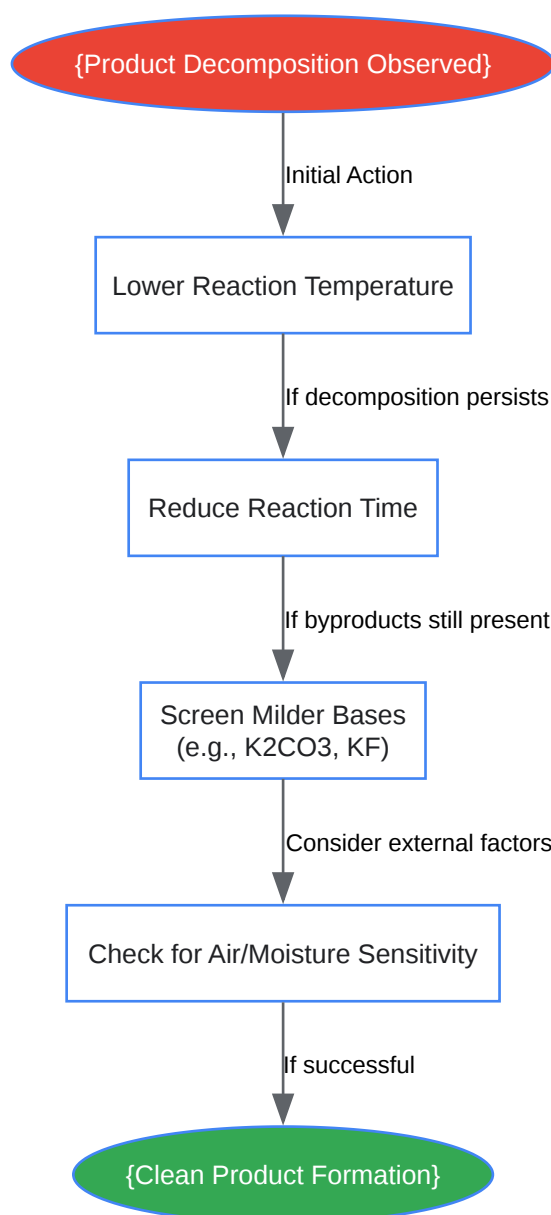 {Product Decomposition Observed}
Initial Action
Lower Reaction Temperature
If decomposition persists
Reduce Reaction Time
If byproducts still present
Screen Milder Bases
(e.g., K2CO3, KF)
Consider external factors
Check for Air/Moisture Sensitivity
If successful
{Clean Product Formation}